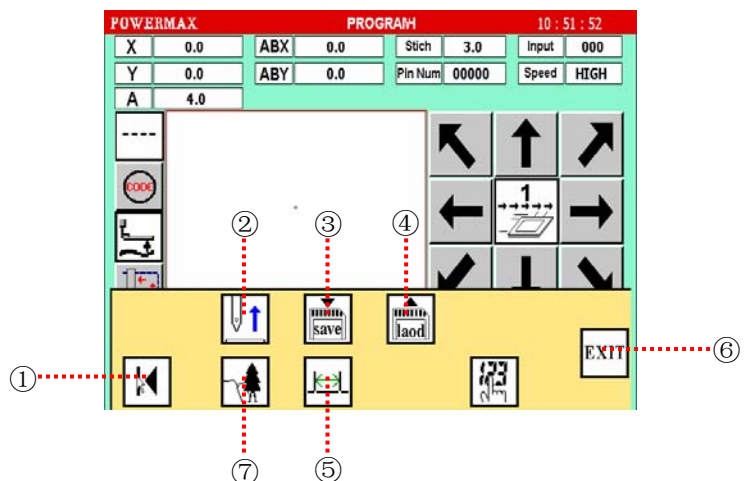 POWERMAX PROGRAM 10 : 51 : 52
X 0.0 ABX 0.0 Stich 3.0 Input 000
Y 0.0 ABY 0.0 Pin Num 00000 Speed HIGH
A 4.0
----
CODE
1
② ③ ④
save laod
EXIT ⑥
① 123
⑦ ⑤